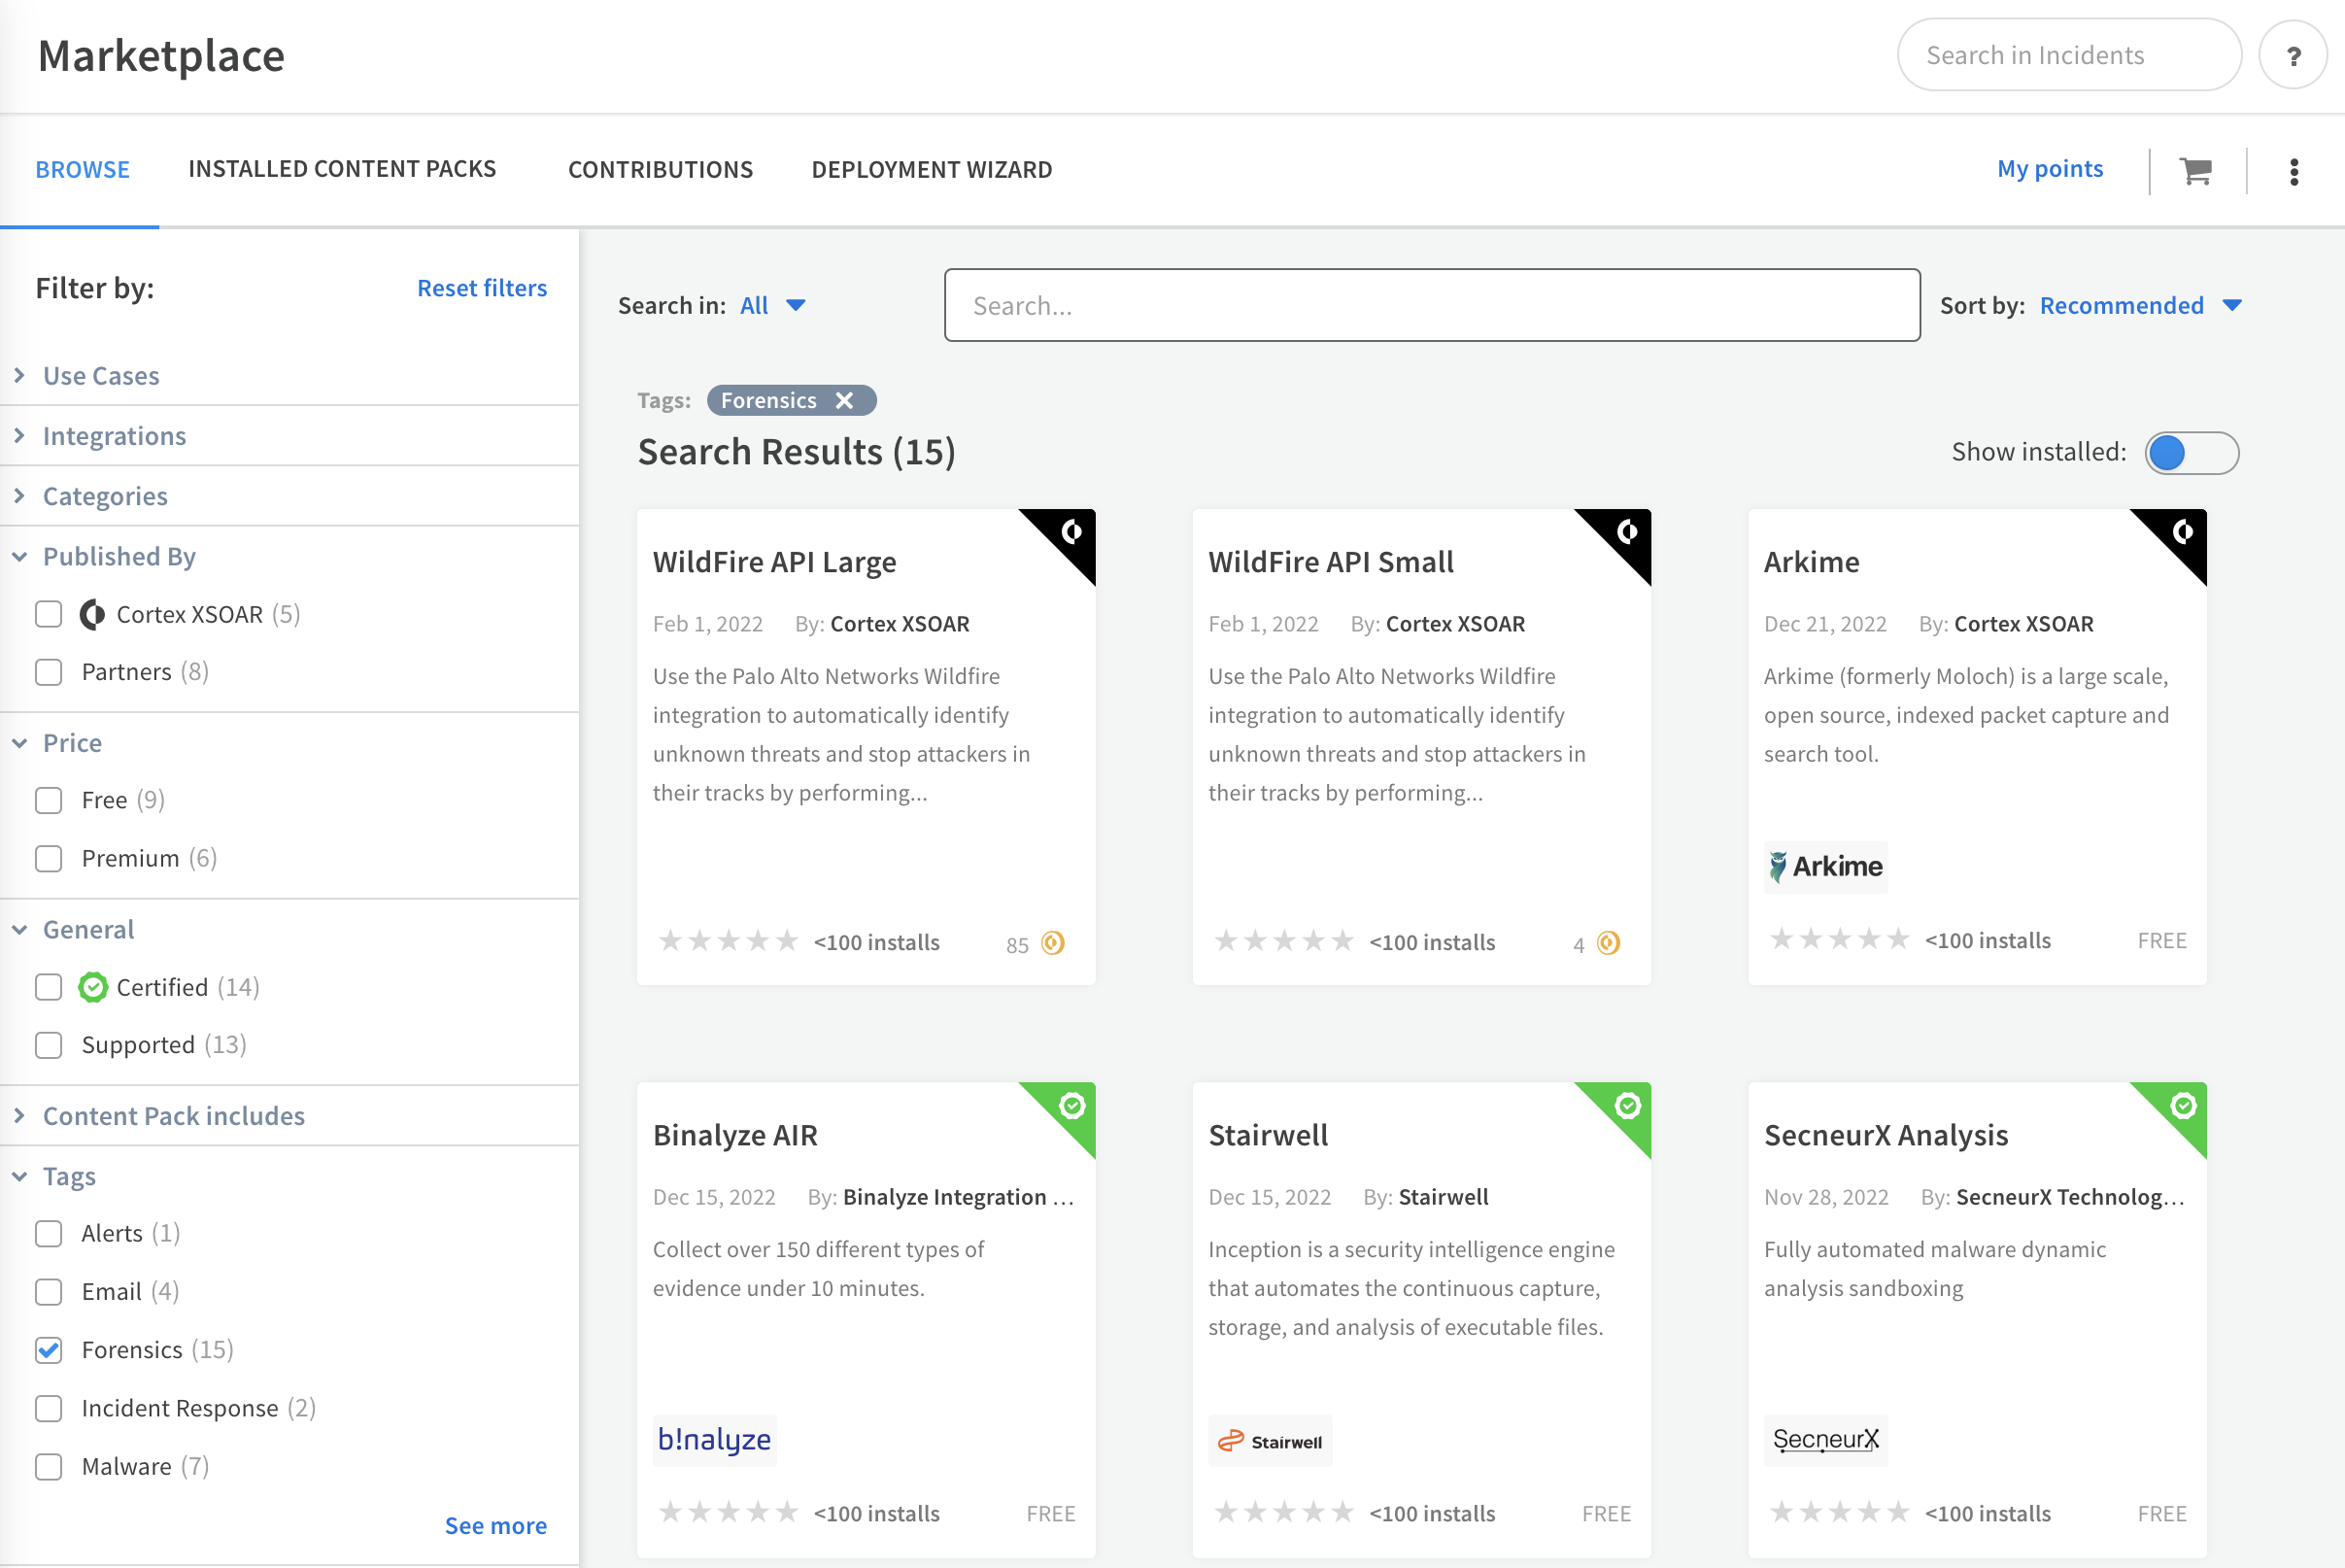 Marketplace
Search in Incidents
?
BROWSE
INSTALLED CONTENT PACKS
CONTRIBUTIONS
DEPLOYMENT WIZARD
My points
Filter by:
Reset filters
Use Cases
Integrations
Categories
Published By
Cortex XSOAR (5)
Partners (8)
Price
Free (9)
Premium (6)
General
Certified (14)
Supported (13)
Content Pack includes
Tags
Alerts (1)
Email (4)
Forensics (15)
Incident Response (2)
Malware (7)
See more
Search in: All
Search...
Sort by: Recommended
Tags: Forensics
Search Results (15)
Show installed:
WildFire API Large
Feb 1, 2022 By: Cortex XSOAR
Use the Palo Alto Networks Wildfire
integration to automatically identify
unknown threats and stop attackers in
their tracks by performing...
<100 installs
85
WildFire API Small
Feb 1, 2022 By: Cortex XSOAR
Use the Palo Alto Networks Wildfire
integration to automatically identify
unknown threats and stop attackers in
their tracks by performing...
<100 installs
4
Arkime
Dec 21, 2022 By: Cortex XSOAR
Arkime (formerly Moloch) is a large scale,
open source, indexed packet capture and
search tool.
Arkime
<100 installs
FREE
Binalyze AIR
Dec 15, 2022 By: Binalyze Integration ...
Collect over 150 different types of
evidence under 10 minutes.
b!nalyze
<100 installs
FREE
Stairwell
Dec 15, 2022 By: Stairwell
Inception is a security intelligence engine
that automates the continuous capture,
storage, and analysis of executable files.
Stairwell
<100 installs
FREE
SecneurX Analysis
Nov 28, 2022 By: SecneurX Technolog...
Fully automated malware dynamic
analysis sandboxing
SecneurX
<100 installs
FREE